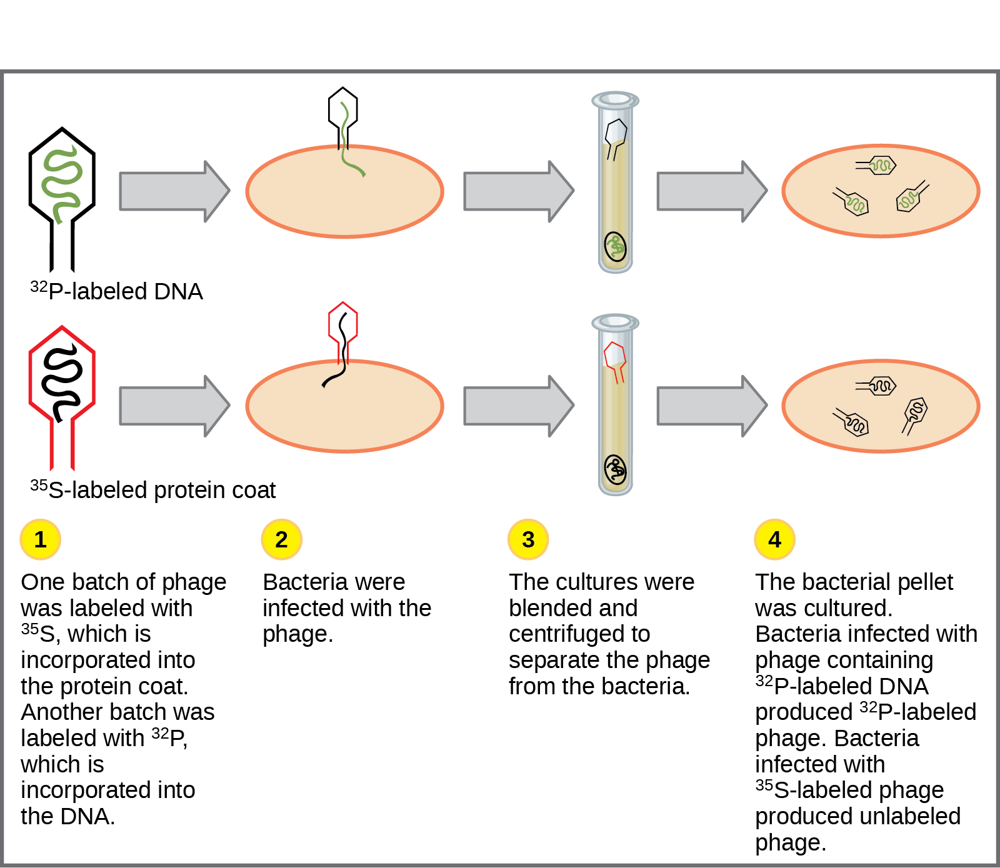 ³²P-labeled DNA
³⁵S-labeled protein coat
1
One batch of phage
was labeled with
³⁵S, which is
incorporated into
the protein coat.
Another batch was
labeled with ³²P,
which is
incorporated into
the DNA.
2
Bacteria were
infected with the
phage.
3
The cultures were
blended and
centrifuged to
separate the phage
from the bacteria.
4
The bacterial pellet
was cultured.
Bacteria infected with
phage containing
³²P-labeled DNA
produced ³²P-labeled
phage. Bacteria
infected with
³⁵S-labeled phage
produced unlabeled
phage.